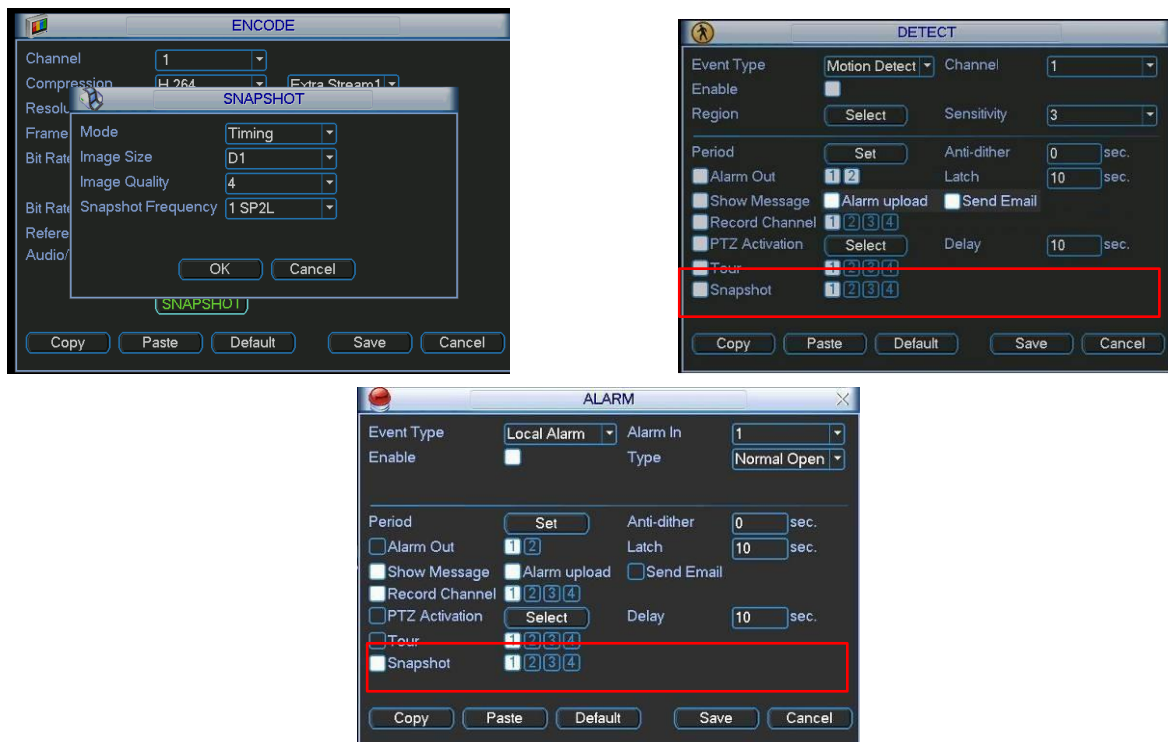 ENCODE
Channel 1
Compression H.264 Extra Stream1
SNAPSHOT
Mode Timing
Frame
Image Size D1
Bit Rate
Image Quality 4
Snapshot Frequency 1 SP2L
Bit Rate
Audio/
OK Cancel
SNAPSHOT
Copy Paste Default Save Cancel
DETECT
Event Type Motion Detect Channel 1
Enable
Region Select Sensitivity 3
Period Set Anti-dither 0 sec.
Alarm Out 1 2 Latch 10 sec.
Show Message Alarm upload Send Email
Record Channel 1 2 3 4
PTZ Activation Select Delay 10 sec.
Tour 1 2 3 4
Snapshot 1 2 3 4
Copy Paste Default Save Cancel
ALARM
Event Type Local Alarm Alarm In 1
Enable Type Normal Open
Period Set Anti-dither 0 sec.
Alarm Out 1 2 Latch 10 sec.
Show Message Alarm upload Send Email
Record Channel 1 2 3 4
PTZ Activation Select Delay 10 sec.
Tour 1 2 3 4
Snapshot 1 2 3 4
Copy Paste Default Save Cancel